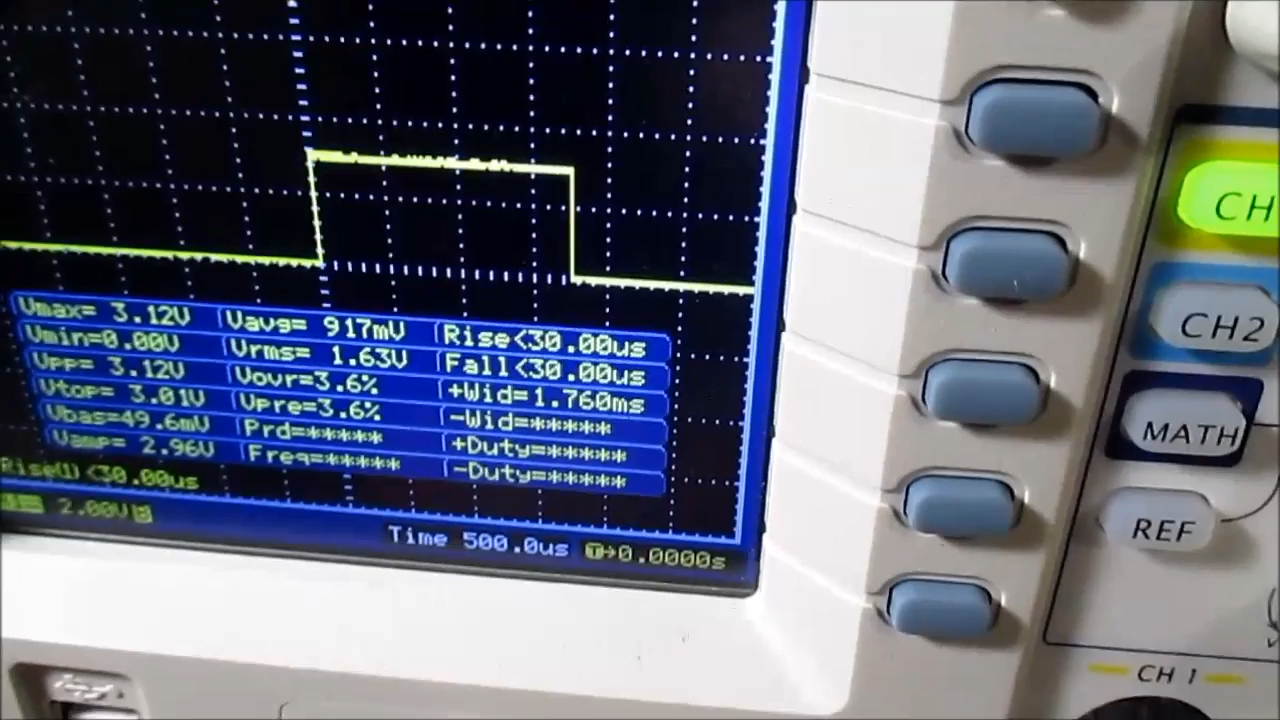 Vmax= 3.12V Vavg= 917mV Rise<30.00us
Vmin=0.00V Vrms= 1.63V Fall<30.00us
Vpp= 3.12V Vovr=3.6% +Wid=1.760ms
Vtop= 3.01V Vpre=3.6% -Wid=*****
Vbas=49.6mV Prd=***** +Duty=*****
Vamp= 2.96V Freq=***** -Duty=*****
Rise(1)<30.00us
2.00V
Time 500.0us T→0.0000s
CH
CH2
MATH
REF
CH 1